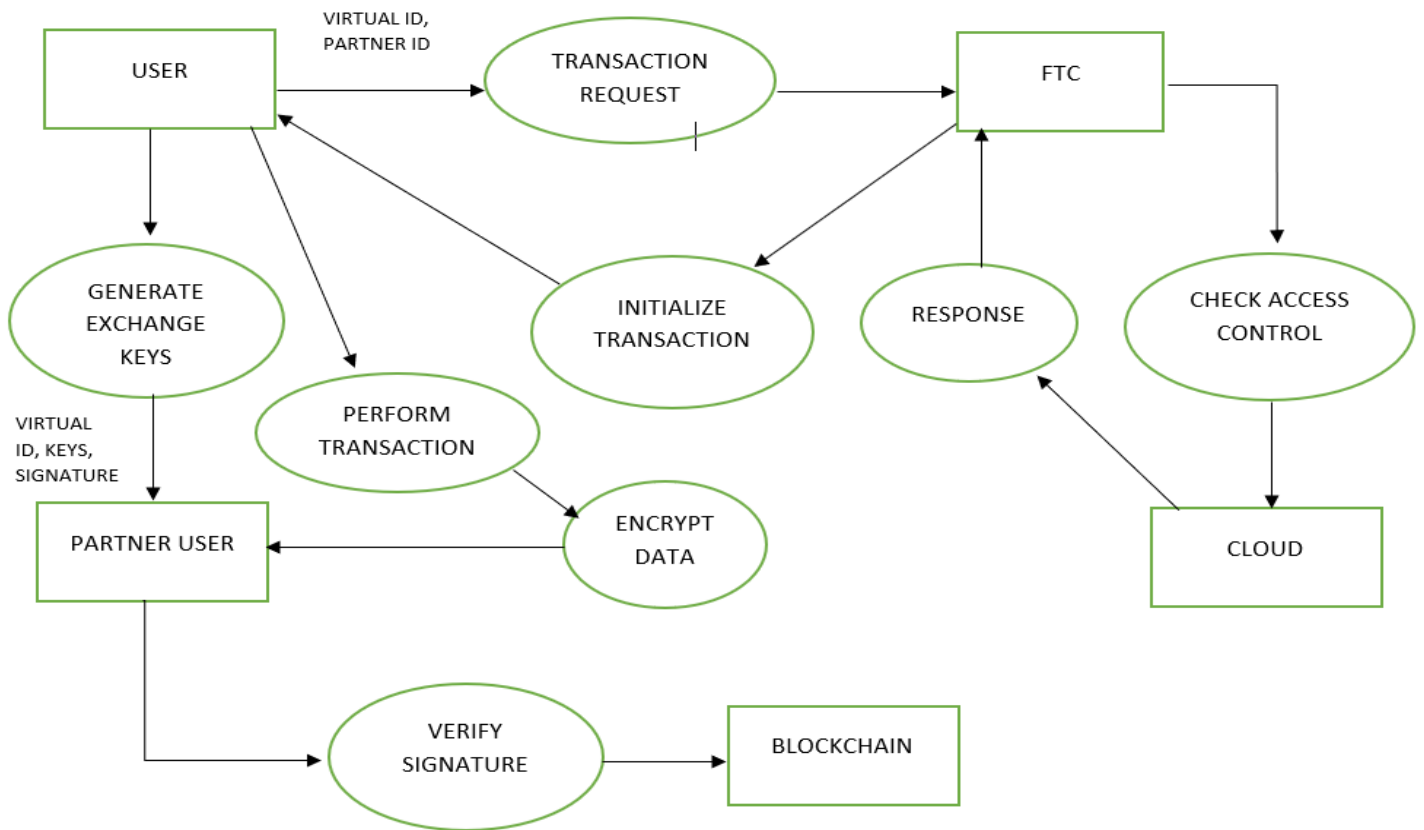 VIRTUAL ID,
PARTNER ID
USER
TRANSACTION
REQUEST
FTC
GENERATE
EXCHANGE
KEYS
INITIALIZE
TRANSACTION
RESPONSE
CHECK ACCESS
CONTROL
VIRTUAL
ID, KEYS,
SIGNATURE
PERFORM
TRANSACTION
PARTNER USER
ENCRYPT
DATA
CLOUD
VERIFY
SIGNATURE
BLOCKCHAIN